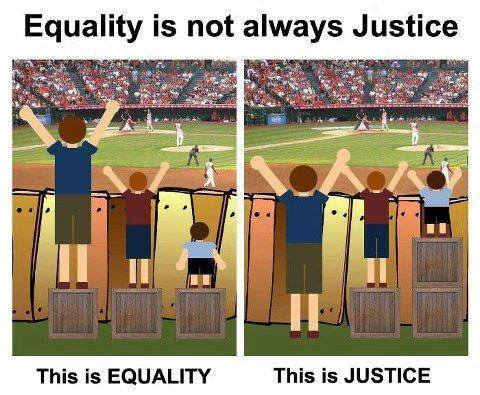 Equality is not always Justice
This is EQUALITY
This is JUSTICE